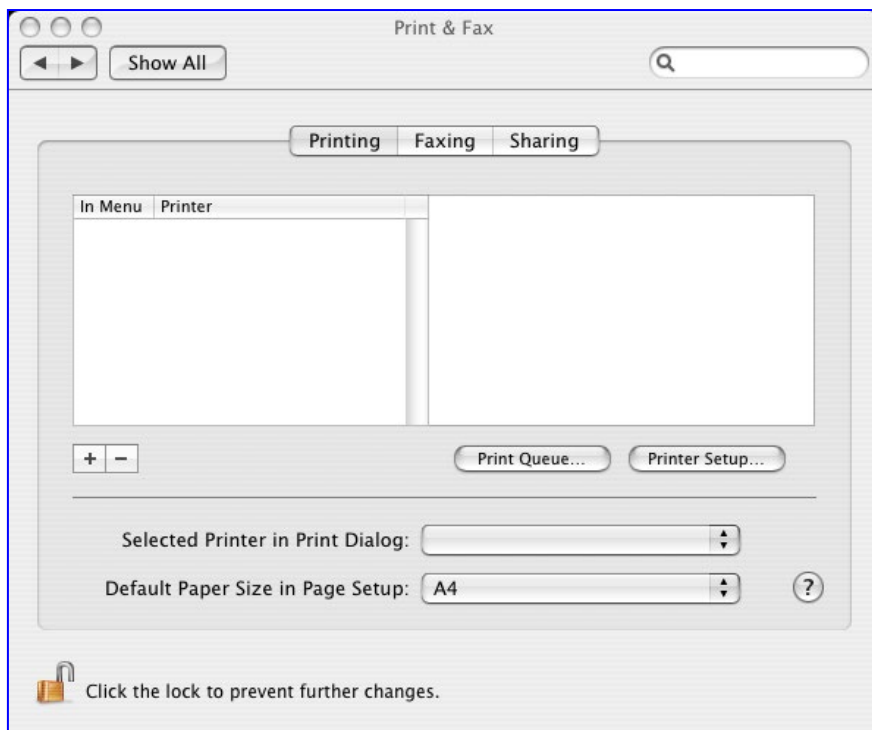 Print & Fax
Show All
Printing Faxing Sharing
In Menu Printer
+ − Print Queue... Printer Setup...
Selected Printer in Print Dialog:
Default Paper Size in Page Setup: A4 ?
Click the lock to prevent further changes.